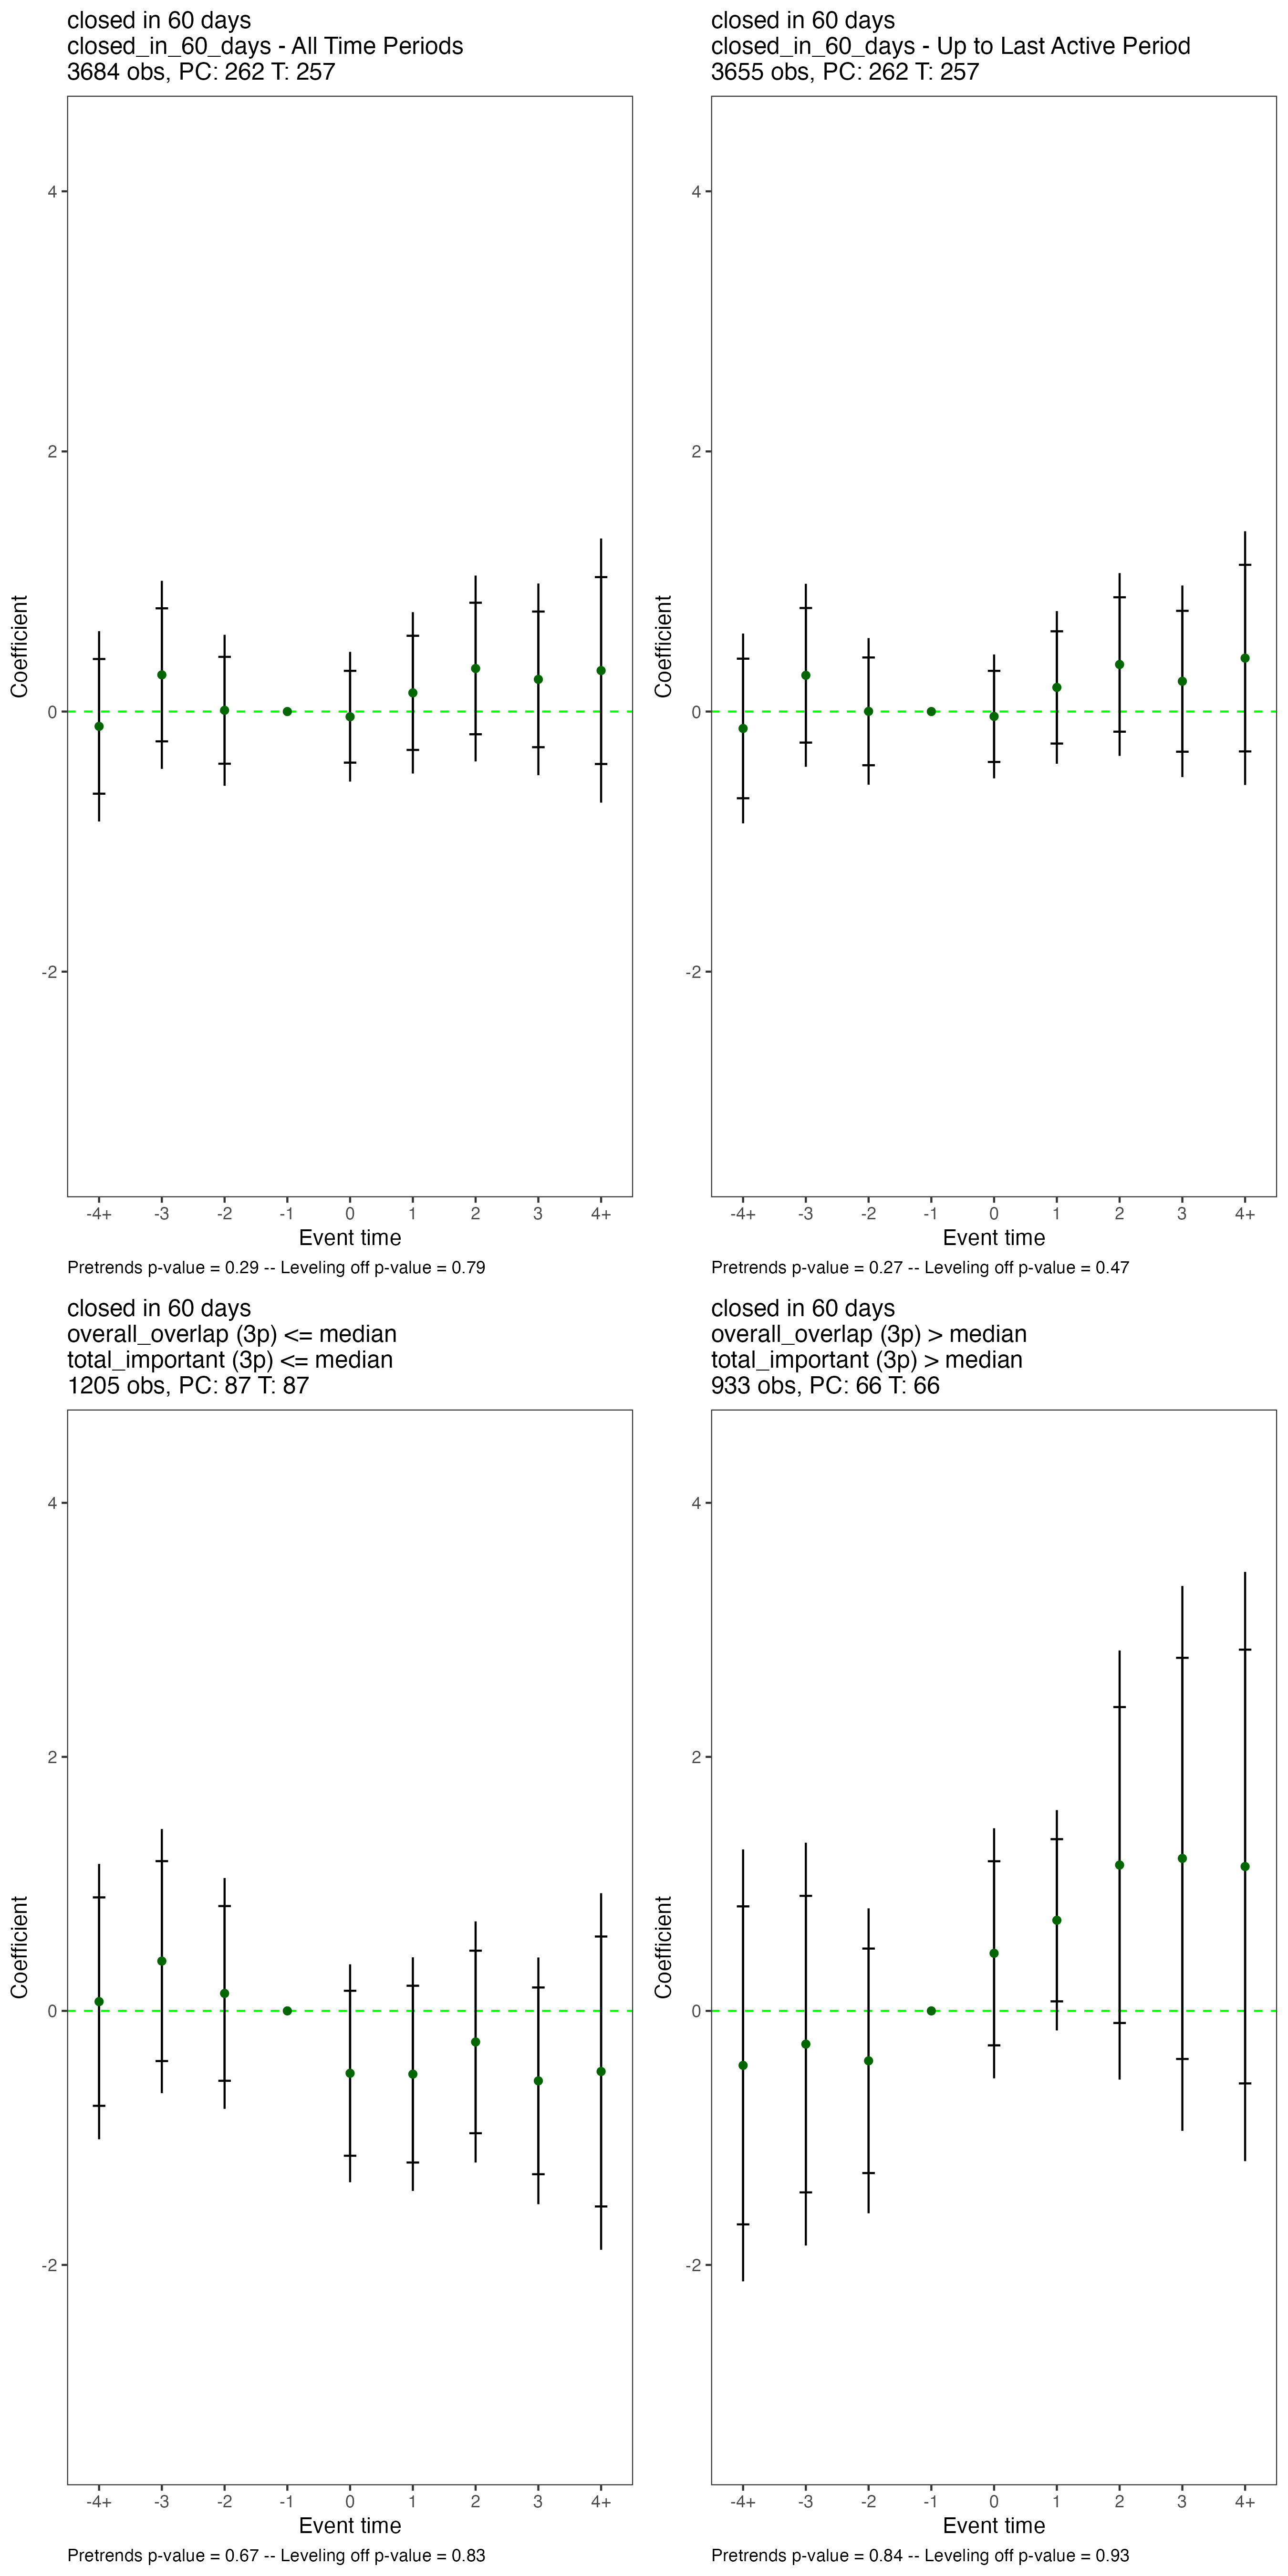 closed in 60 days
closed_in_60_days - All Time Periods
3684 obs, PC: 262 T: 257
4
2
0
-2
Coefficient
-4+ -3 -2 -1 0 1 2 3 4+
Event time
Pretrends p-value = 0.29 -- Leveling off p-value = 0.79
closed in 60 days
closed_in_60_days - Up to Last Active Period
3655 obs, PC: 262 T: 257
4
2
0
-2
Coefficient
-4+ -3 -2 -1 0 1 2 3 4+
Event time
Pretrends p-value = 0.27 -- Leveling off p-value = 0.47
closed in 60 days
overall_overlap (3p) <= median
total_important (3p) <= median
1205 obs, PC: 87 T: 87
4
2
0
-2
Coefficient
-4+ -3 -2 -1 0 1 2 3 4+
Event time
Pretrends p-value = 0.67 -- Leveling off p-value = 0.83
closed in 60 days
overall_overlap (3p) > median
total_important (3p) > median
933 obs, PC: 66 T: 66
4
2
0
-2
Coefficient
-4+ -3 -2 -1 0 1 2 3 4+
Event time
Pretrends p-value = 0.84 -- Leveling off p-value = 0.93